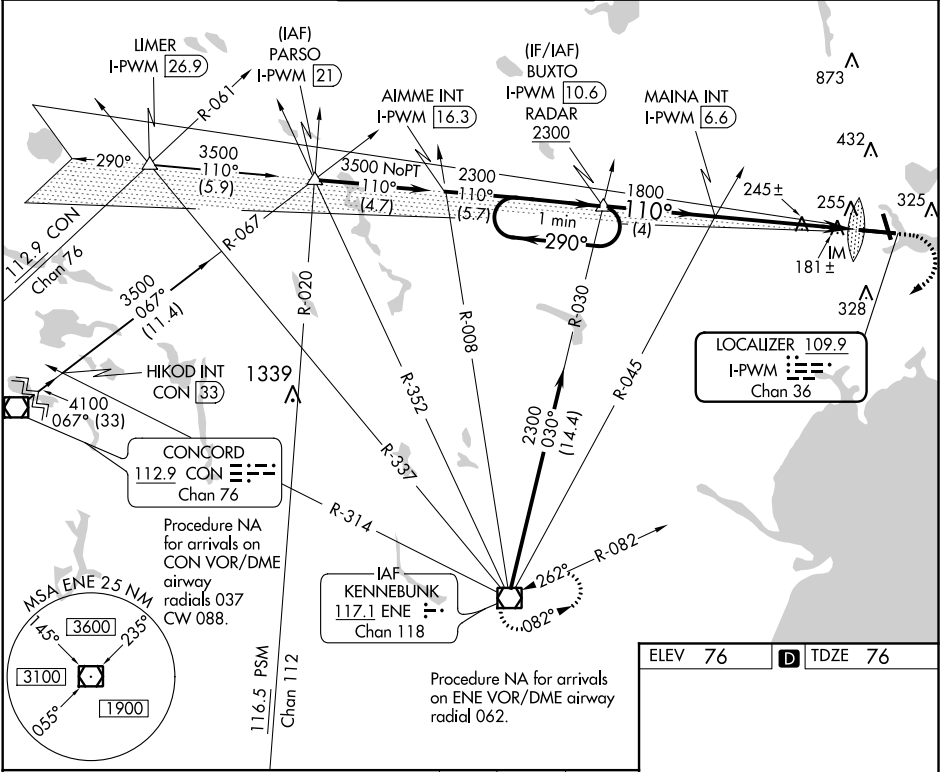 LIMER
I-PWM 26.9
(IAF)
PARSO
I-PWM 21
AIMME INT
I-PWM 16.3
(IF/IAF)
BUXTO
I-PWM 10.6
RADAR
2300
MAINA INT
I-PWM 6.6
873
432
325
255
245±
181±
IM
328
R-061
290°
3500
110°
(5.9)
3500 NoPT
110°
(4.7)
2300
110°
(5.7)
1800
110°
(4)
1 min
290°
112.9 CON
Chan 76
R-067
3500
067°
(11.4)
R-020
R-008
R-030
R-045
R-352
R-337
R-314
2300
030°
(14.4)
LOCALIZER 109.9
I-PWM
Chan 36
HIKOD INT
CON 33
1339
4100
067° (33)
CONCORD
112.9 CON
Chan 76
Procedure NA
for arrivals on
CON VOR/DME
airway
radials 037
CW 088.
IAF
KENNEBUNK
117.1 ENE
Chan 118
262°
R-082
082°
MSA ENE 25 NM
145°
3600
235°
3100
1900
055°
116.5 PSM
Chan 112
Procedure NA for arrivals
on ENE VOR/DME airway
radial 062.
ELEV 76 D TDZE 76